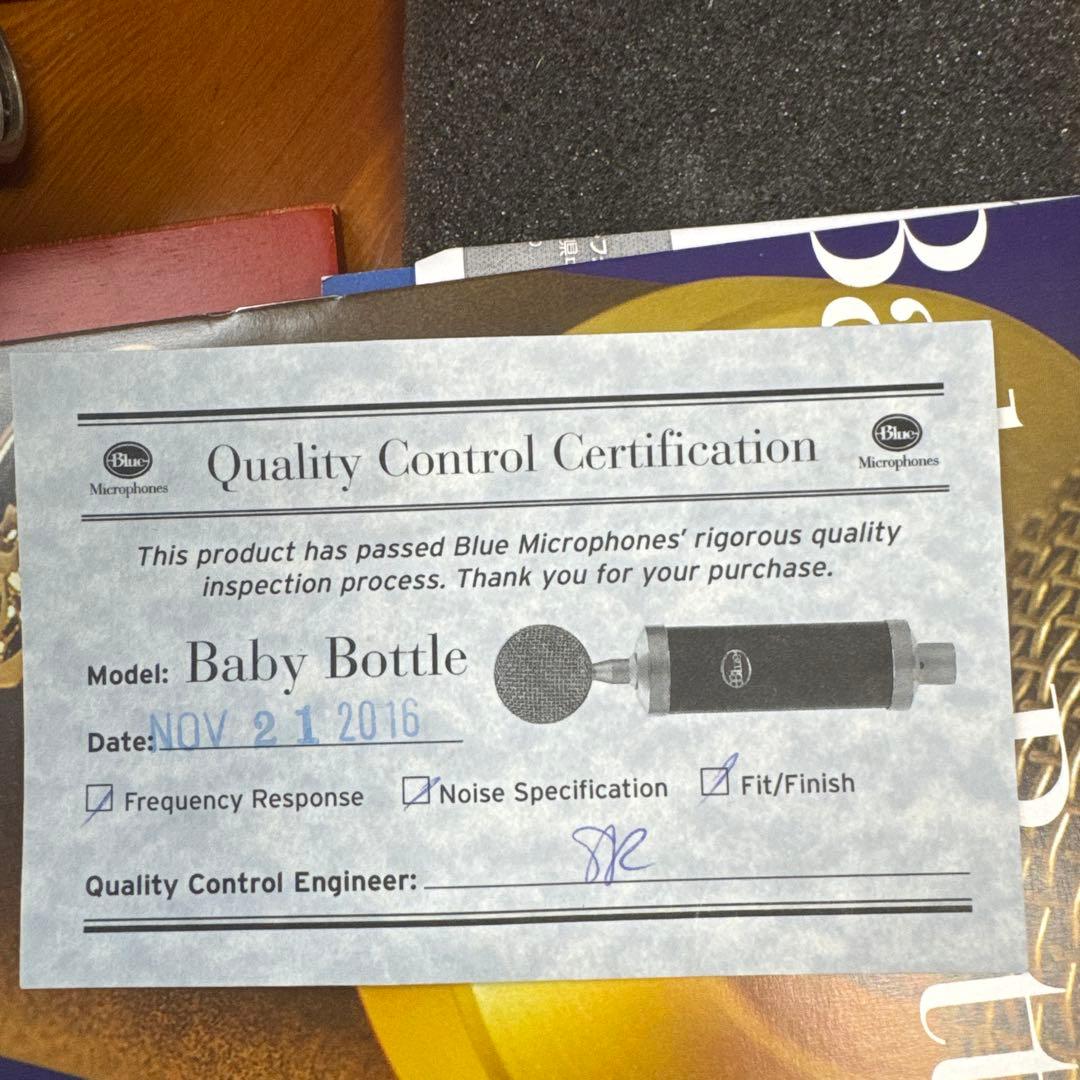 Blue
Microphones
Quality Control Certification
Blue
Microphones
This product has passed Blue Microphones' rigorous quality
inspection process. Thank you for your purchase.
Model: Baby Bottle
Blue
Date: NOV 21 2016
Frequency Response
Noise Specification
Fit/Finish
Quality Control Engineer: